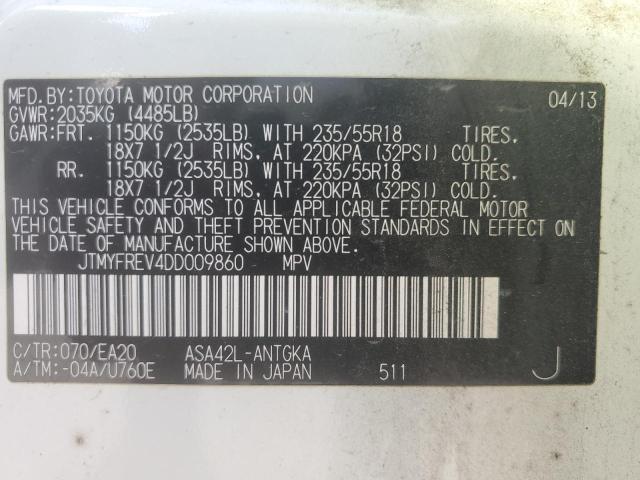 MFD.BY:TOYOTA MOTOR CORPORATION 04/13
GVWR:2035KG (4485LB)
GAWR:FRT. 1150KG (2535LB) WITH 235/55R18 TIRES,
18X7 1/2J RIMS, AT 220KPA (32PSI) COLD.
RR. 1150KG (2535LB) WITH 235/55R18 TIRES,
18X7 1/2J RIMS, AT 220KPA (32PSI) COLD.
THIS VEHICLE CONFORMS TO ALL APPLICABLE FEDERAL MOTOR
VEHICLE SAFETY AND THEFT PREVENTION STANDARDS IN EFFECT ON
THE DATE OF MANUFACTURE SHOWN ABOVE.
JTMYFREV4DD009860 MPV
C/TR:070/EA20 ASA42L-ANTGKA
A/TM:-04A/U760E MADE IN JAPAN 511 J